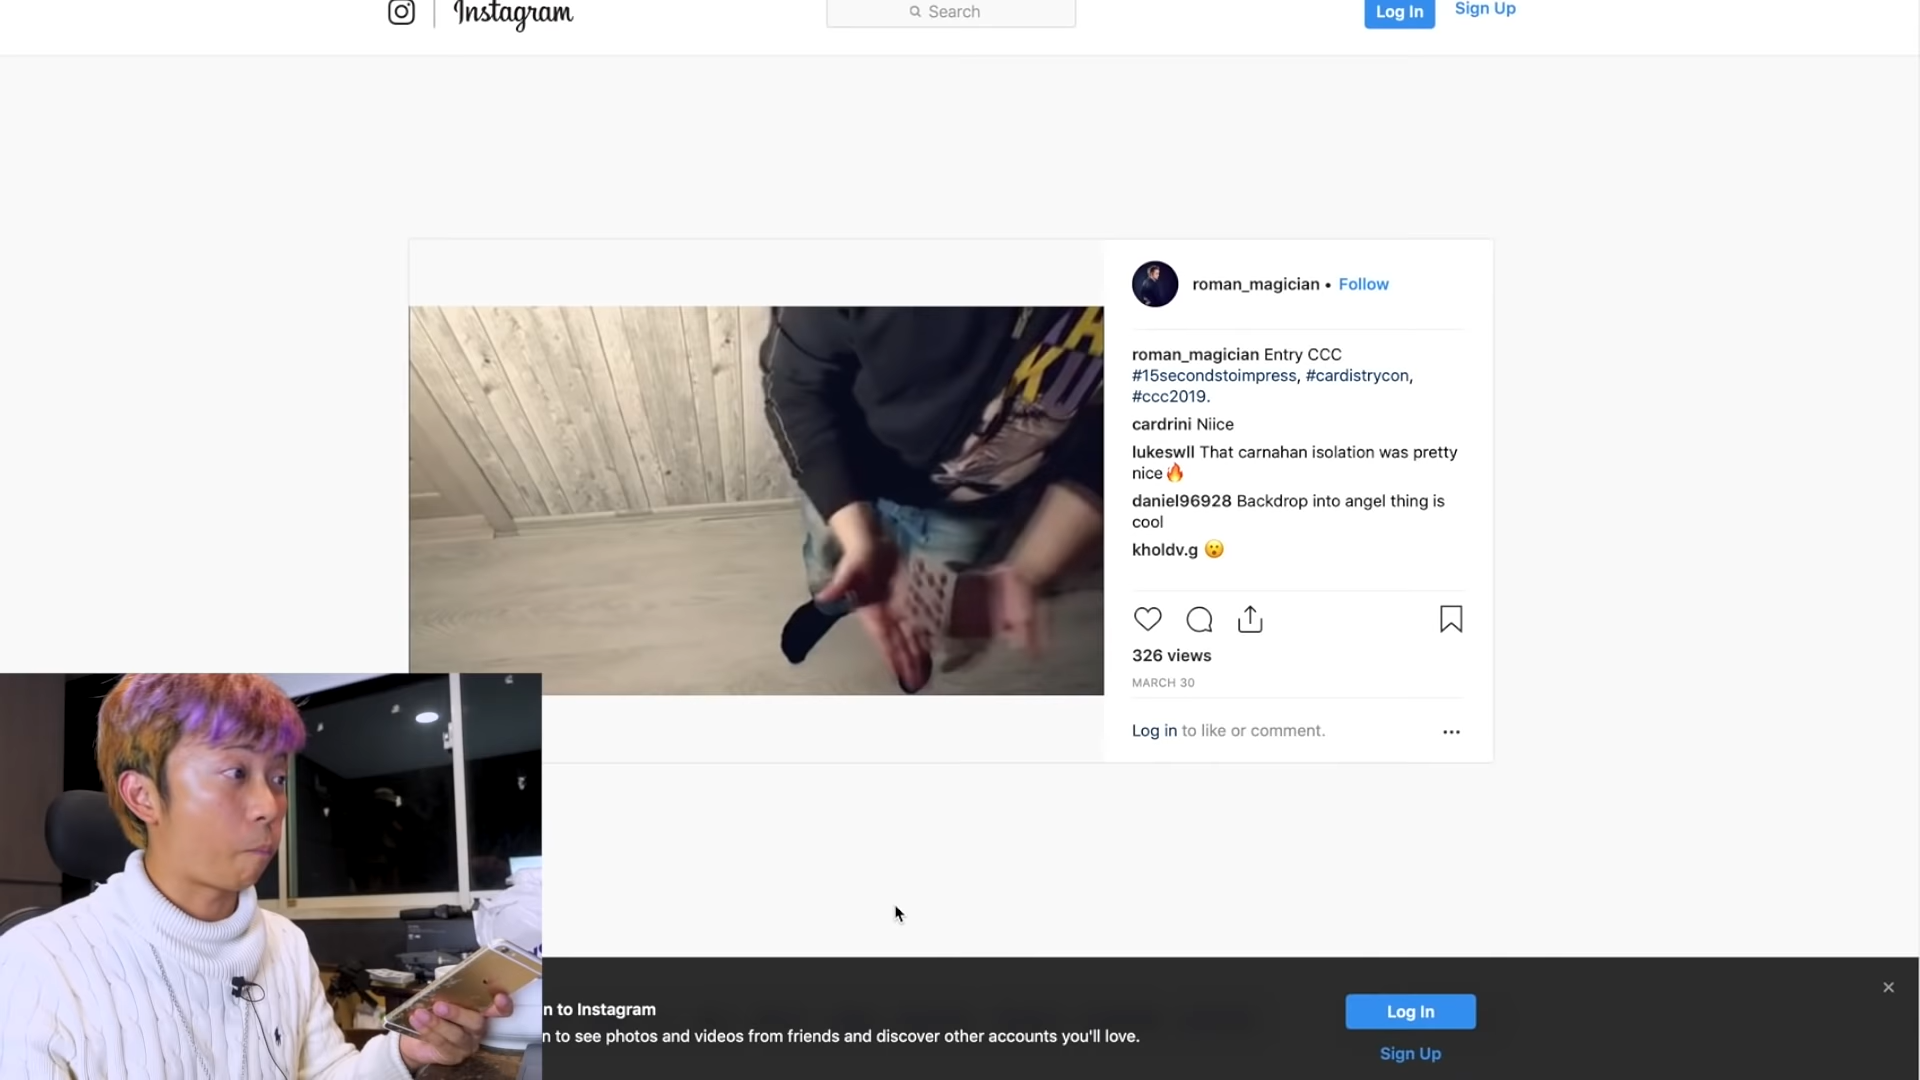 Instagram
Search
Log In
Sign Up
roman_magician • Follow
roman_magician Entry CCC
#15secondstoimpress, #cardistrycon,
#ccc2019.
cardrini Niice
lukeswll That carnahan isolation was pretty
nice🔥
daniel96928 Backdrop into angel thing is
cool
kholdv.g 😮
326 views
MARCH 30
Log in to like or comment.
n to Instagram
n to see photos and videos from friends and discover other accounts you'll love.
Log In
Sign Up